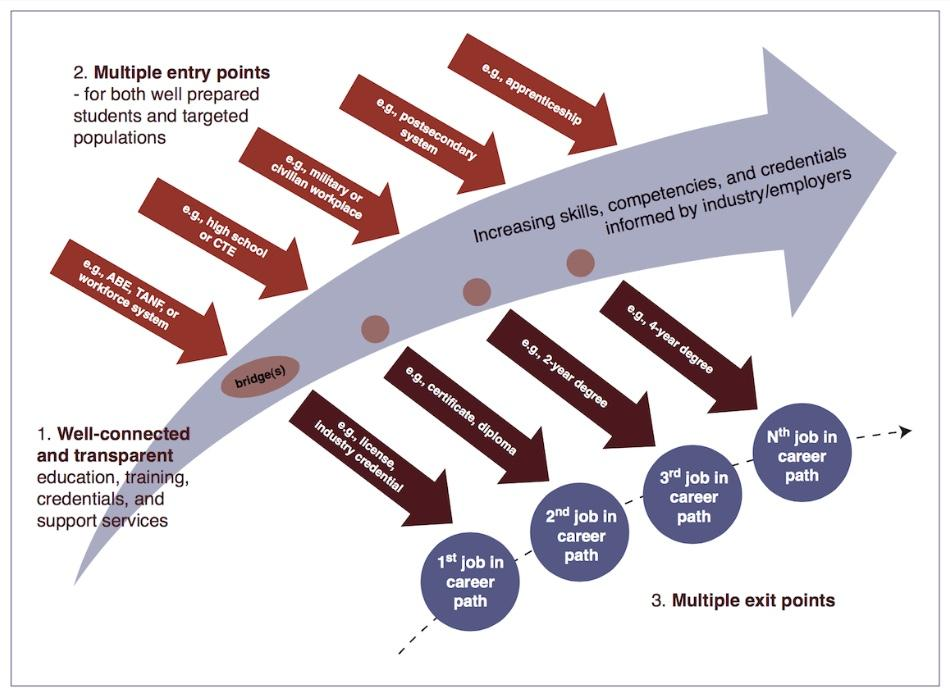 2. Multiple entry points
- for both well prepared
students and targeted
populations
e.g., apprenticeship
e.g., postsecondary
system
e.g., military or
civilian workplace
e.g., high school
or CTE
e.g., ABE, TANF, or
workforce system
Increasing skills, competencies, and credentials
informed by industry/employers
bridge(s)
1. Well-connected
and transparent
education, training,
credentials, and
support services
e.g., license,
industry credential
e.g., certificate, diploma
e.g., 2-year degree
e.g., 4-year degree
1st job in
career
path
2nd job in
career
path
3rd job in
career
path
Nth job in
career
path
3. Multiple exit points